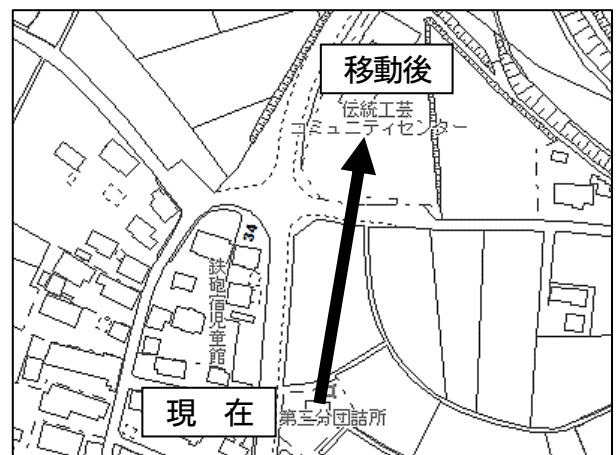 移動後
伝統工芸
コミュニティセンター
34
鉄砲宿児童館
現 在
第三分団詰所